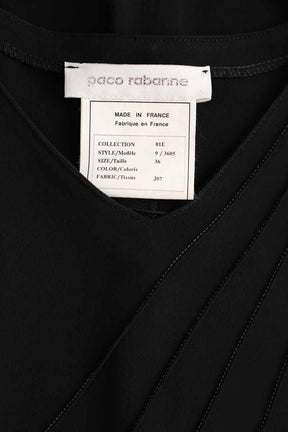 paco rabanne
MADE IN FRANCE
Fabriqué en France
COLLECTION 01E
STYLE/Modèle 9 / 3605
SIZE/Taille 36
COLOR/Coloris
FABRIC/Tissus J07